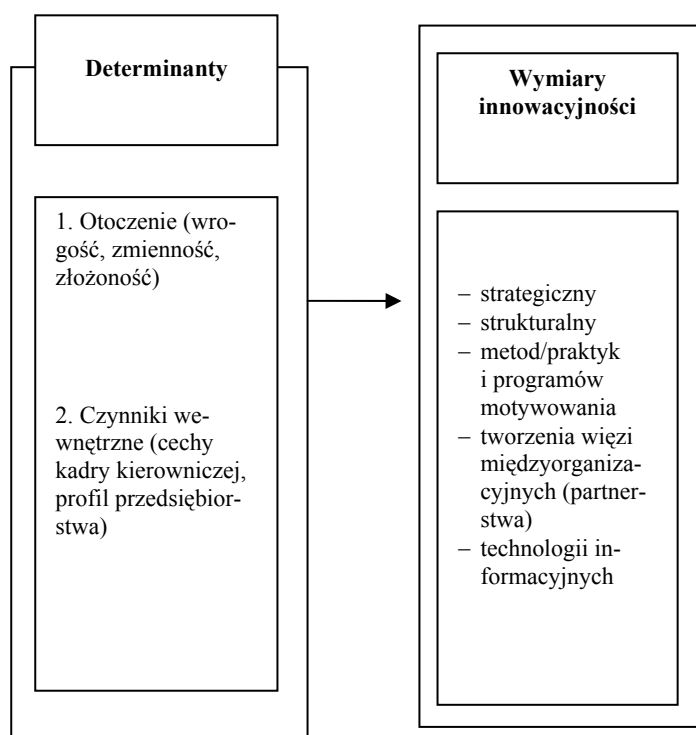 Determinanty
1. Otoczenie (wro-
gość, zmienność,
złożoność)
2. Czynniki we-
wnętrzne (cechy
kadry kierowniczej,
profil przedsiębior-
stwa)
Wymiary
innowacyjności
– strategiczny
– strukturalny
– metod/praktyk
i programów
motywowania
– tworzenia więzi
międzyorganiza-
cyjnych (partner-
stwa)
– technologii in-
formacyjnych